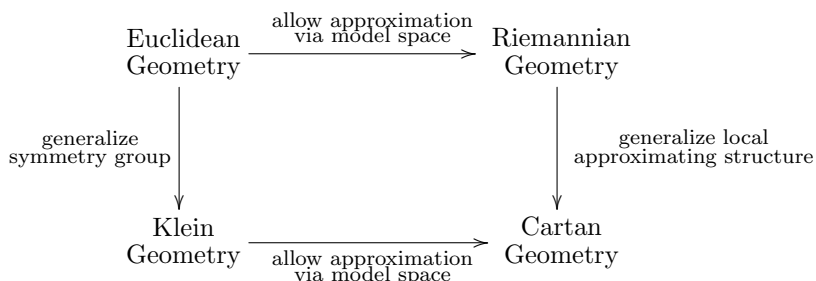 allow approximation
via model space
Euclidean
Geometry
Riemannian
Geometry
generalize
symmetry group
generalize local
approximating structure
Klein
Geometry
Cartan
Geometry
allow approximation
via model space